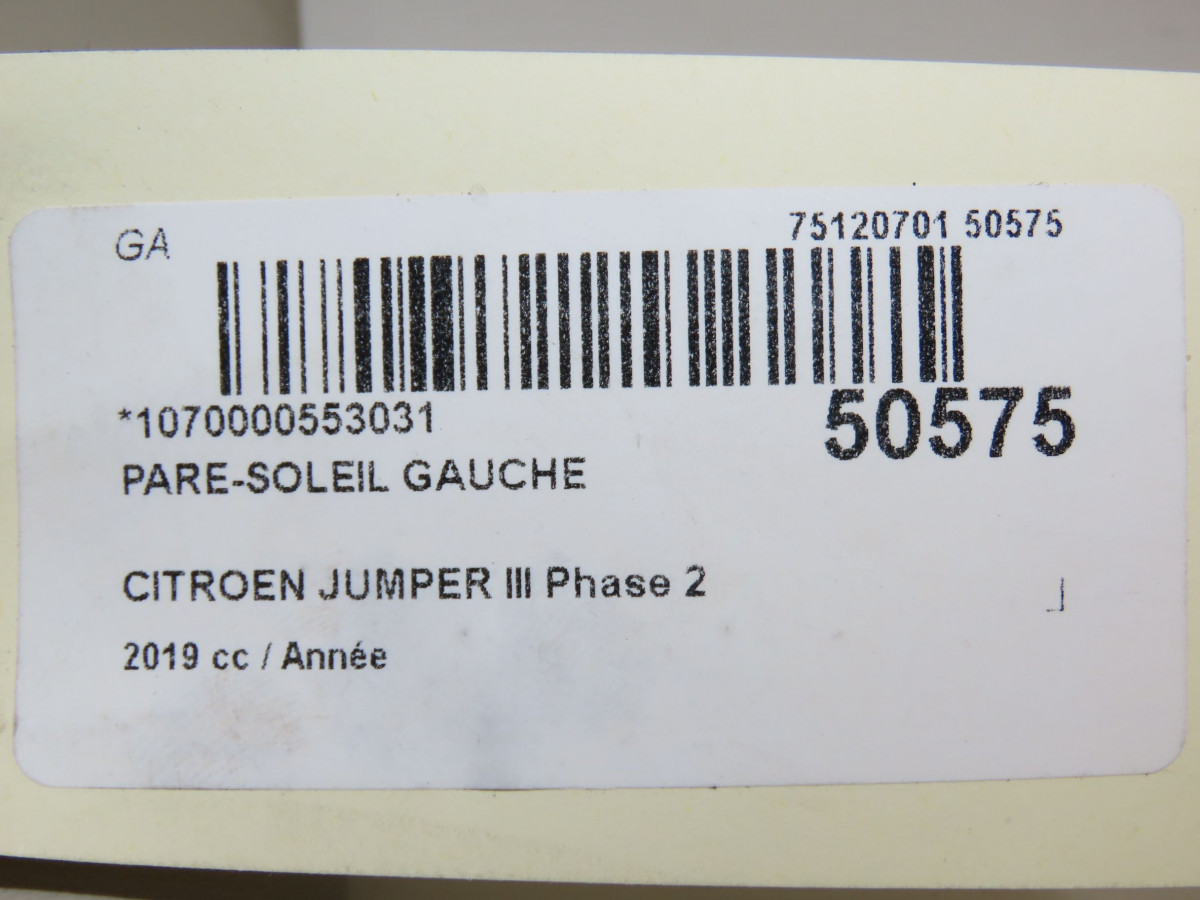 GA
75120701 50575
*1070000553031
50575
PARE-SOLEIL GAUCHE
CITROEN JUMPER III Phase 2
2019 cc / Année